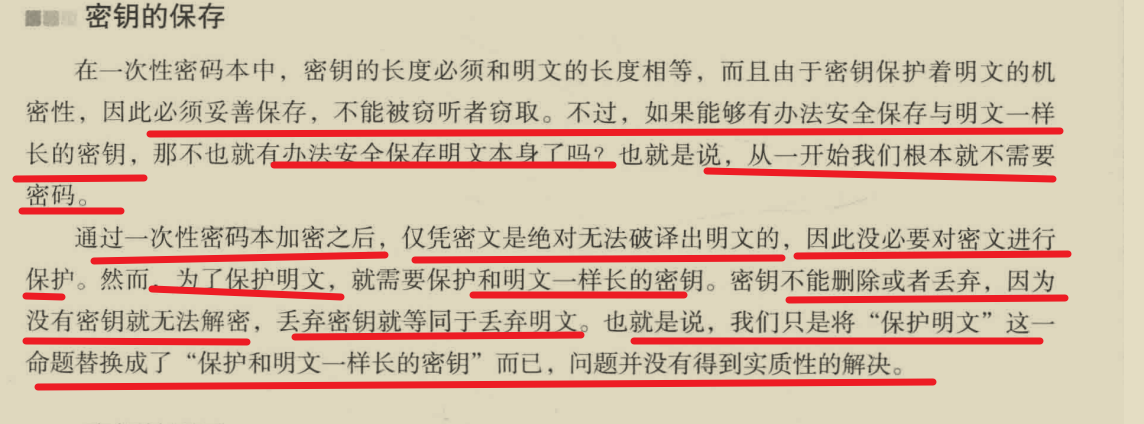 密钥的保存
在一次性密码本中，密钥的长度必须和明文的长度相等，而且由于密钥保护着明文的机
密性，因此必须妥善保存，不能被窃听者窃取。不过，如果能够有办法安全保存与明文一样
长的密钥，那不也就有办法安全保存明文本身了吗？也就是说，从一开始我们根本就不需要
密码。
通过一次性密码本加密之后，仅凭密文是绝对无法破译出明文的，因此没必要对密文进行
保护。然而，为了保护明文，就需要保护和明文一样长的密钥。密钥不能删除或者丢弃，因为
没有密钥就无法解密，丢弃密钥就等同于丢弃明文。也就是说，我们只是将“保护明文”这一
命题替换成了“保护和明文一样长的密钥”而已，问题并没有得到实质性的解决。